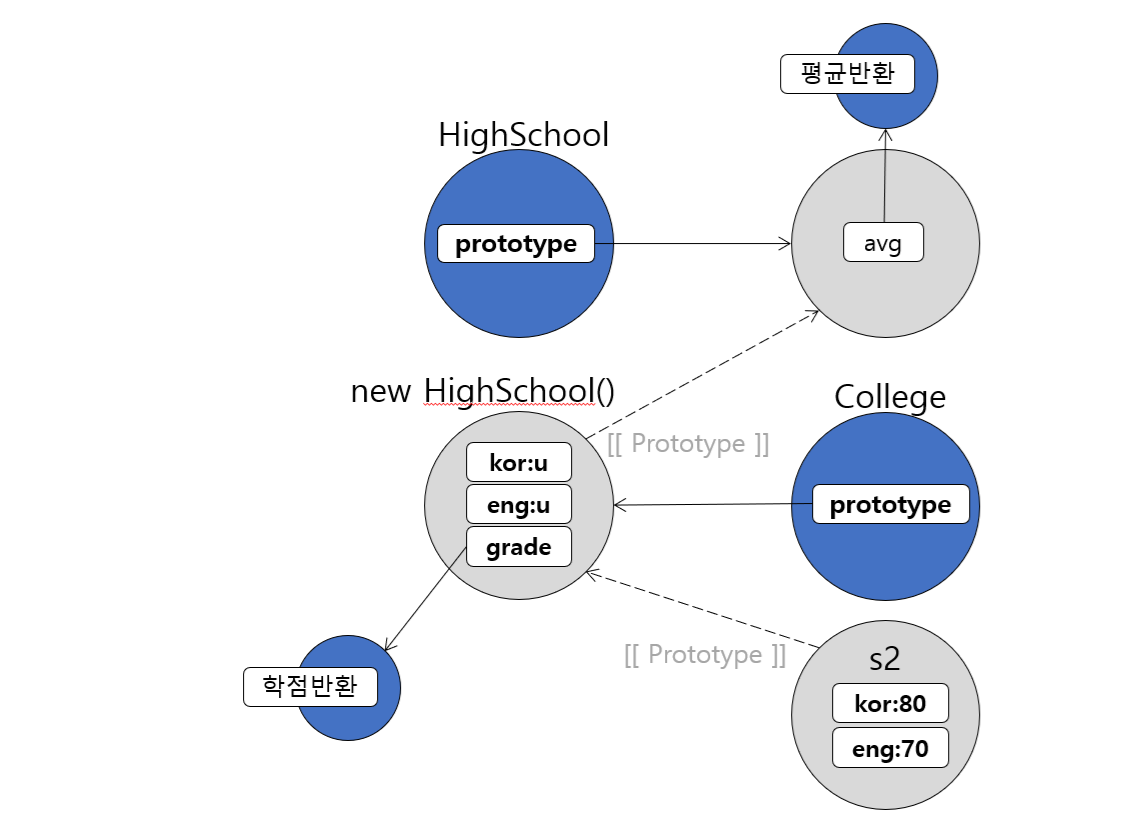 평균반환
HighSchool
prototype
avg
new HighSchool()
College
[[ Prototype ]]
kor:u
eng:u
grade
prototype
[[ Prototype ]]
s2
학점반환
kor:80
eng:70